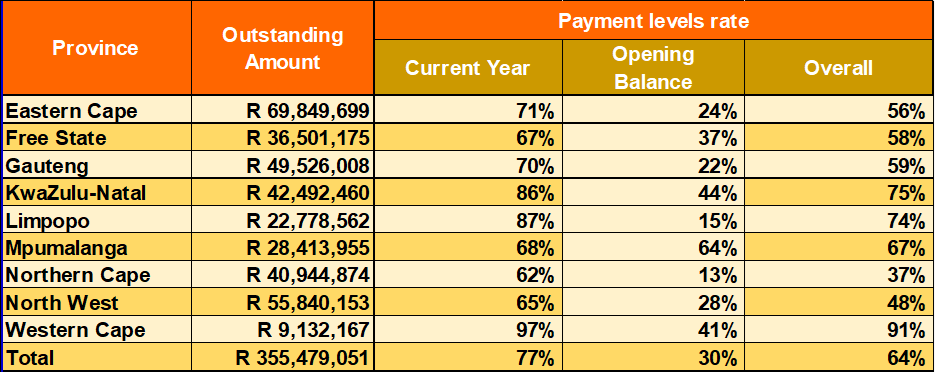 Province Outstanding Amount Payment levels rate
Current Year Opening Balance Overall
Eastern Cape R 69,849,699 71% 24% 56%
Free State R 36,501,175 67% 37% 58%
Gauteng R 49,526,008 70% 22% 59%
KwaZulu-Natal R 42,492,460 86% 44% 75%
Limpopo R 22,778,562 87% 15% 74%
Mpumalanga R 28,413,955 68% 64% 67%
Northern Cape R 40,944,874 62% 13% 37%
North West R 55,840,153 65% 28% 48%
Western Cape R 9,132,167 97% 41% 91%
Total R 355,479,051 77% 30% 64%